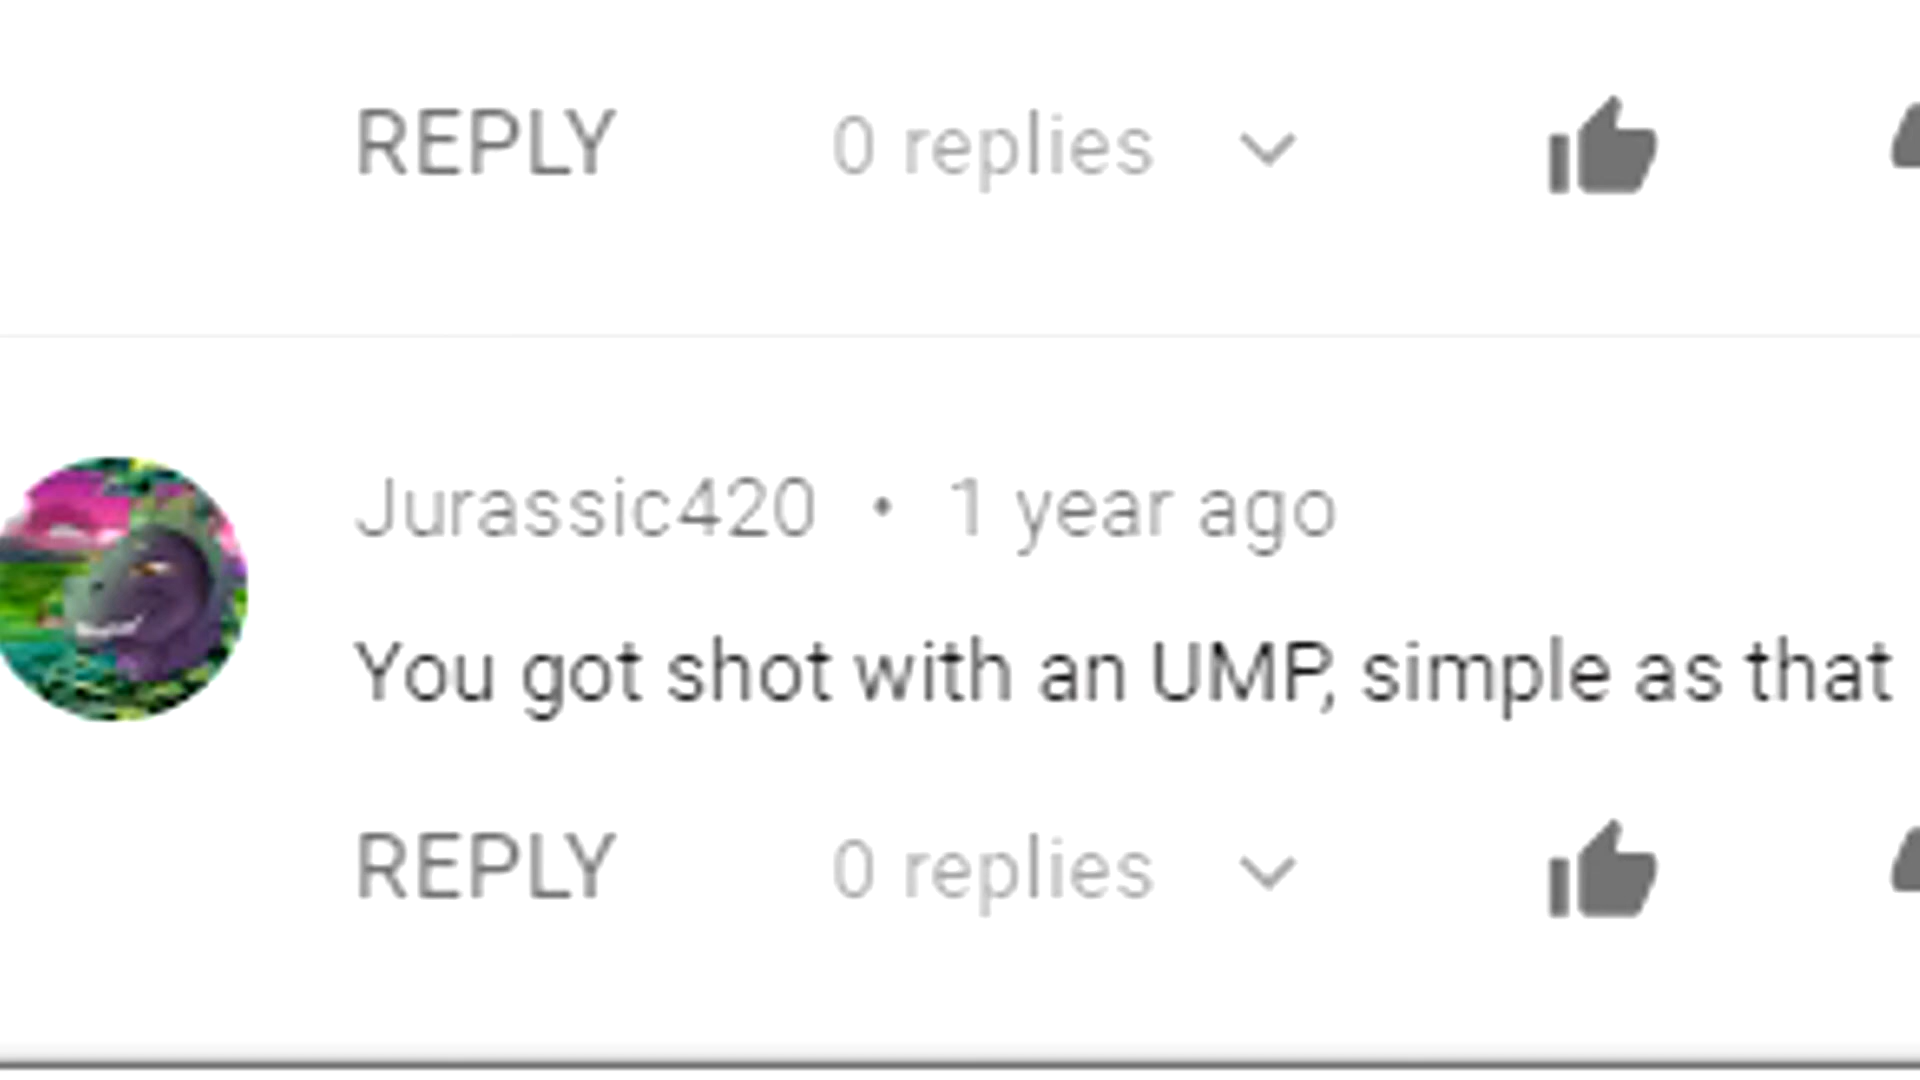 REPLY 0 replies
Jurassic420 • 1 year ago
You got shot with an UMP, simple as that
REPLY 0 replies